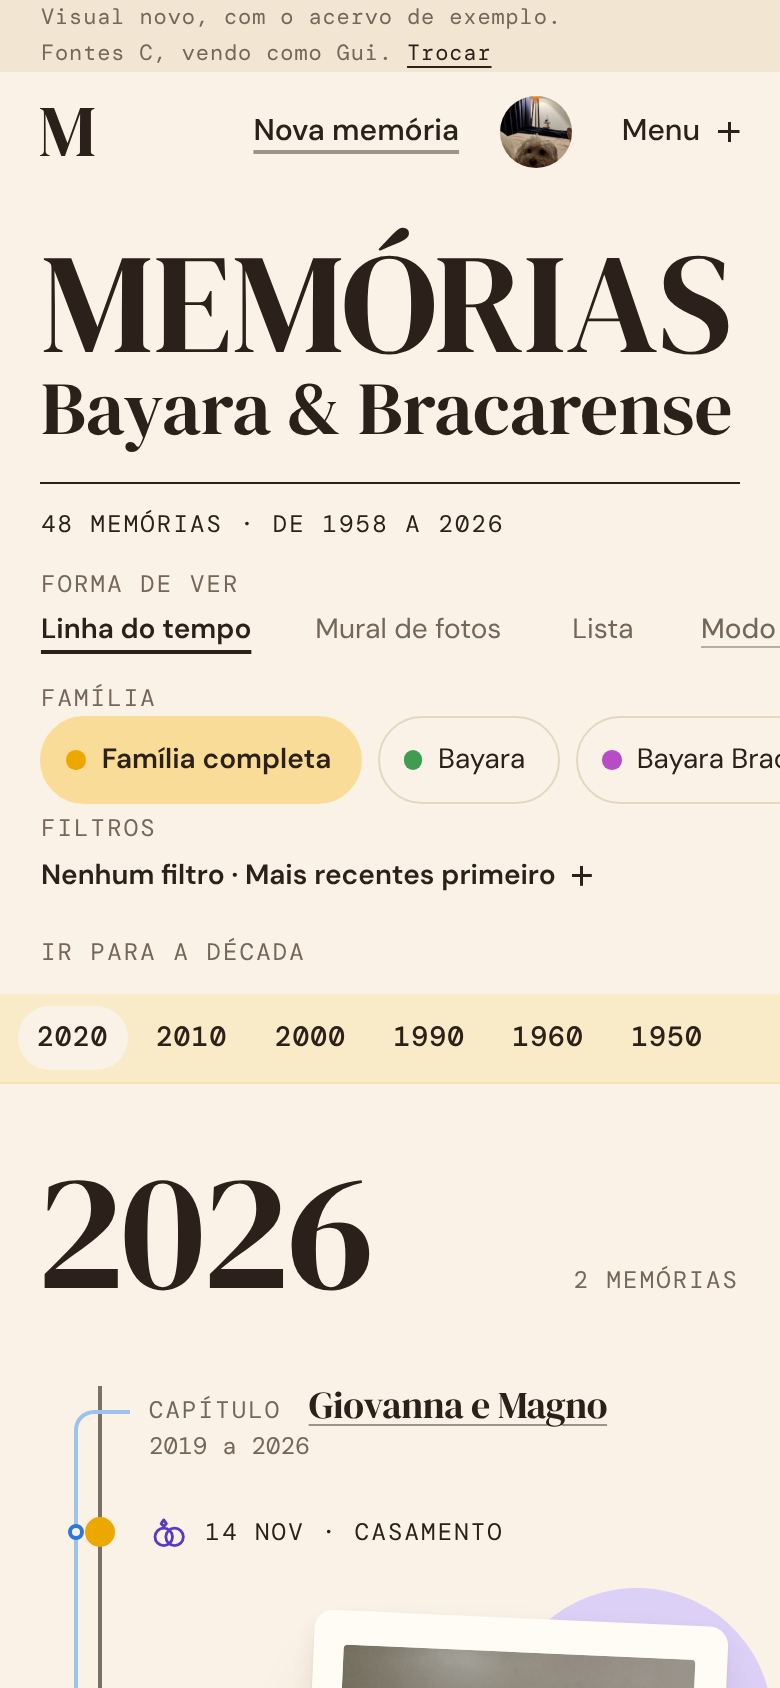 Visual novo, com o acervo de exemplo.
Fontes C, vendo como Gui. Trocar
M
Nova memória
Menu +
MEMÓRIAS
Bayara & Bracarense
48 MEMÓRIAS · DE 1958 A 2026
FORMA DE VER
Linha do tempo Mural de fotos Lista Modo
FAMÍLIA
Família completa Bayara Bayara Brac
FILTROS
Nenhum filtro · Mais recentes primeiro +
IR PARA A DÉCADA
2020 2010 2000 1990 1960 1950
2026
2 MEMÓRIAS
CAPÍTULO Giovanna e Magno
2019 a 2026
14 NOV · CASAMENTO